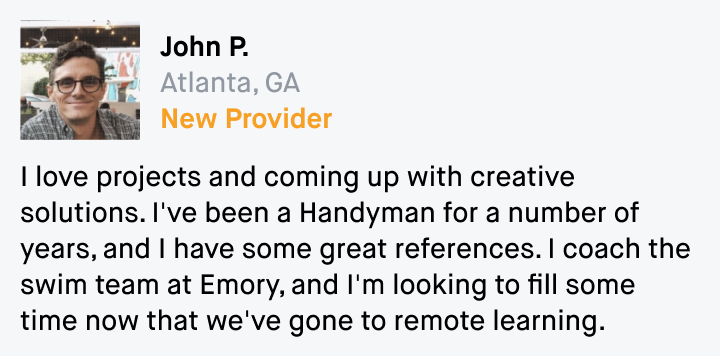 John P.
Atlanta, GA
New Provider
I love projects and coming up with creative
solutions. I've been a Handyman for a number of
years, and I have some great references. I coach the
swim team at Emory, and I'm looking to fill some
time now that we've gone to remote learning.